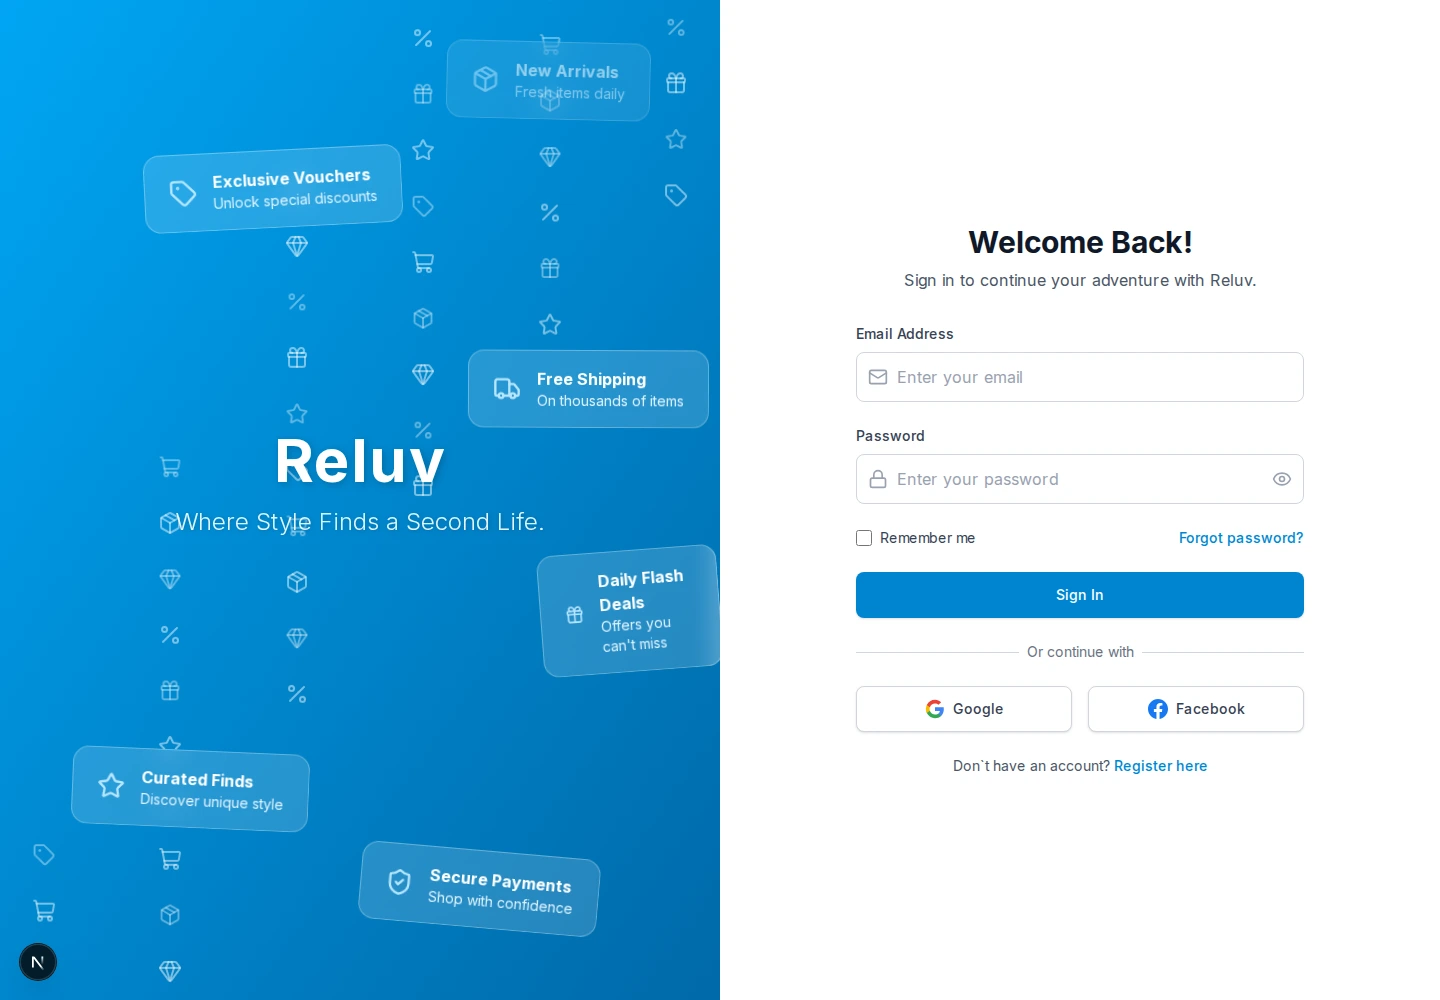 New Arrivals
Fresh items daily
Exclusive Vouchers
Unlock special discounts
Free Shipping
On thousands of items
Reluv
Where Style Finds a Second Life.
Daily Flash
Deals
Offers you
can't miss
Curated Finds
Discover unique style
Secure Payments
Shop with confidence
N
Welcome Back!
Sign in to continue your adventure with Reluv.
Email Address
Enter your email
Password
Enter your password
Remember me
Forgot password?
Sign In
Or continue with
Google
Facebook
Don`t have an account? Register here